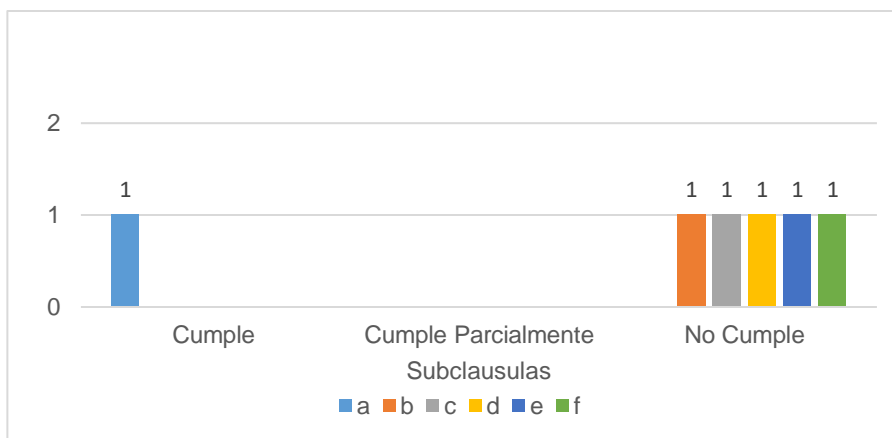 2
1
1 1 1 1 1
1
0
Cumple Cumple Parcialmente No Cumple
Subclausulas
a b c d e f